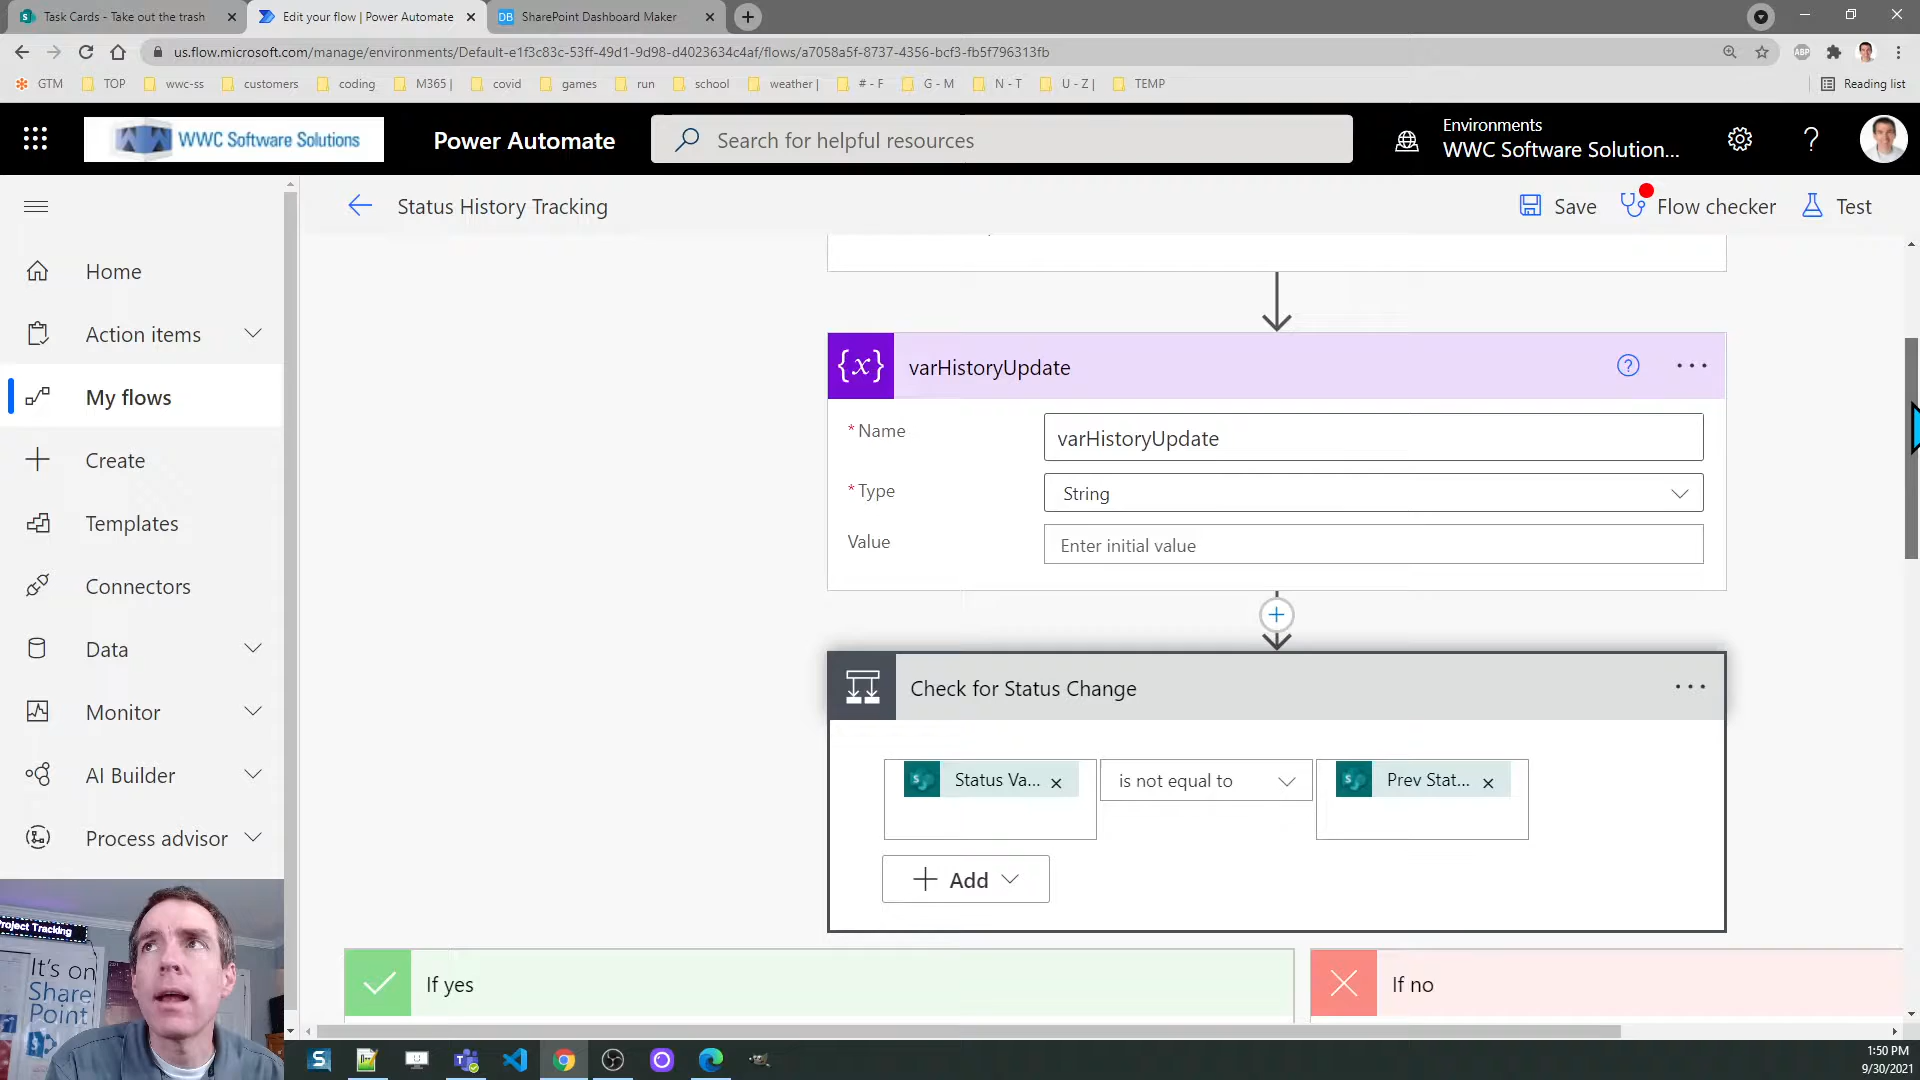 Task Cards - Take out the trash
Edit your flow | Power Automate
DB SharePoint Dashboard Maker
us.flow.microsoft.com/manage/environments/Default-e1f3c83c-53ff-49d1-9d98-d4023634c4af/flows/a7058a5f-8737-4356-bcf3-fb5f796313fb
ABP
GTM TOP wwc-ss customers coding M365 | covid games run school weather | # - F G - M N - T U - Z | TEMP Reading list
WWC Software Solutions
Power Automate
Search for helpful resources
Environments
WWC Software Solution...
?
Status History Tracking
Save
Flow checker
Test
Home
Action items
My flows
Create
Templates
Connectors
Data
Monitor
AI Builder
Process advisor
{x} varHistoryUpdate ? ...
* Name
varHistoryUpdate
* Type
String
Value
Enter initial value
Check for Status Change ...
Status Va... ×
is not equal to
Prev Stat... ×
+ Add
If yes
If no
Project Tracking
It's on
Share
Point
1:50 PM
9/30/2021